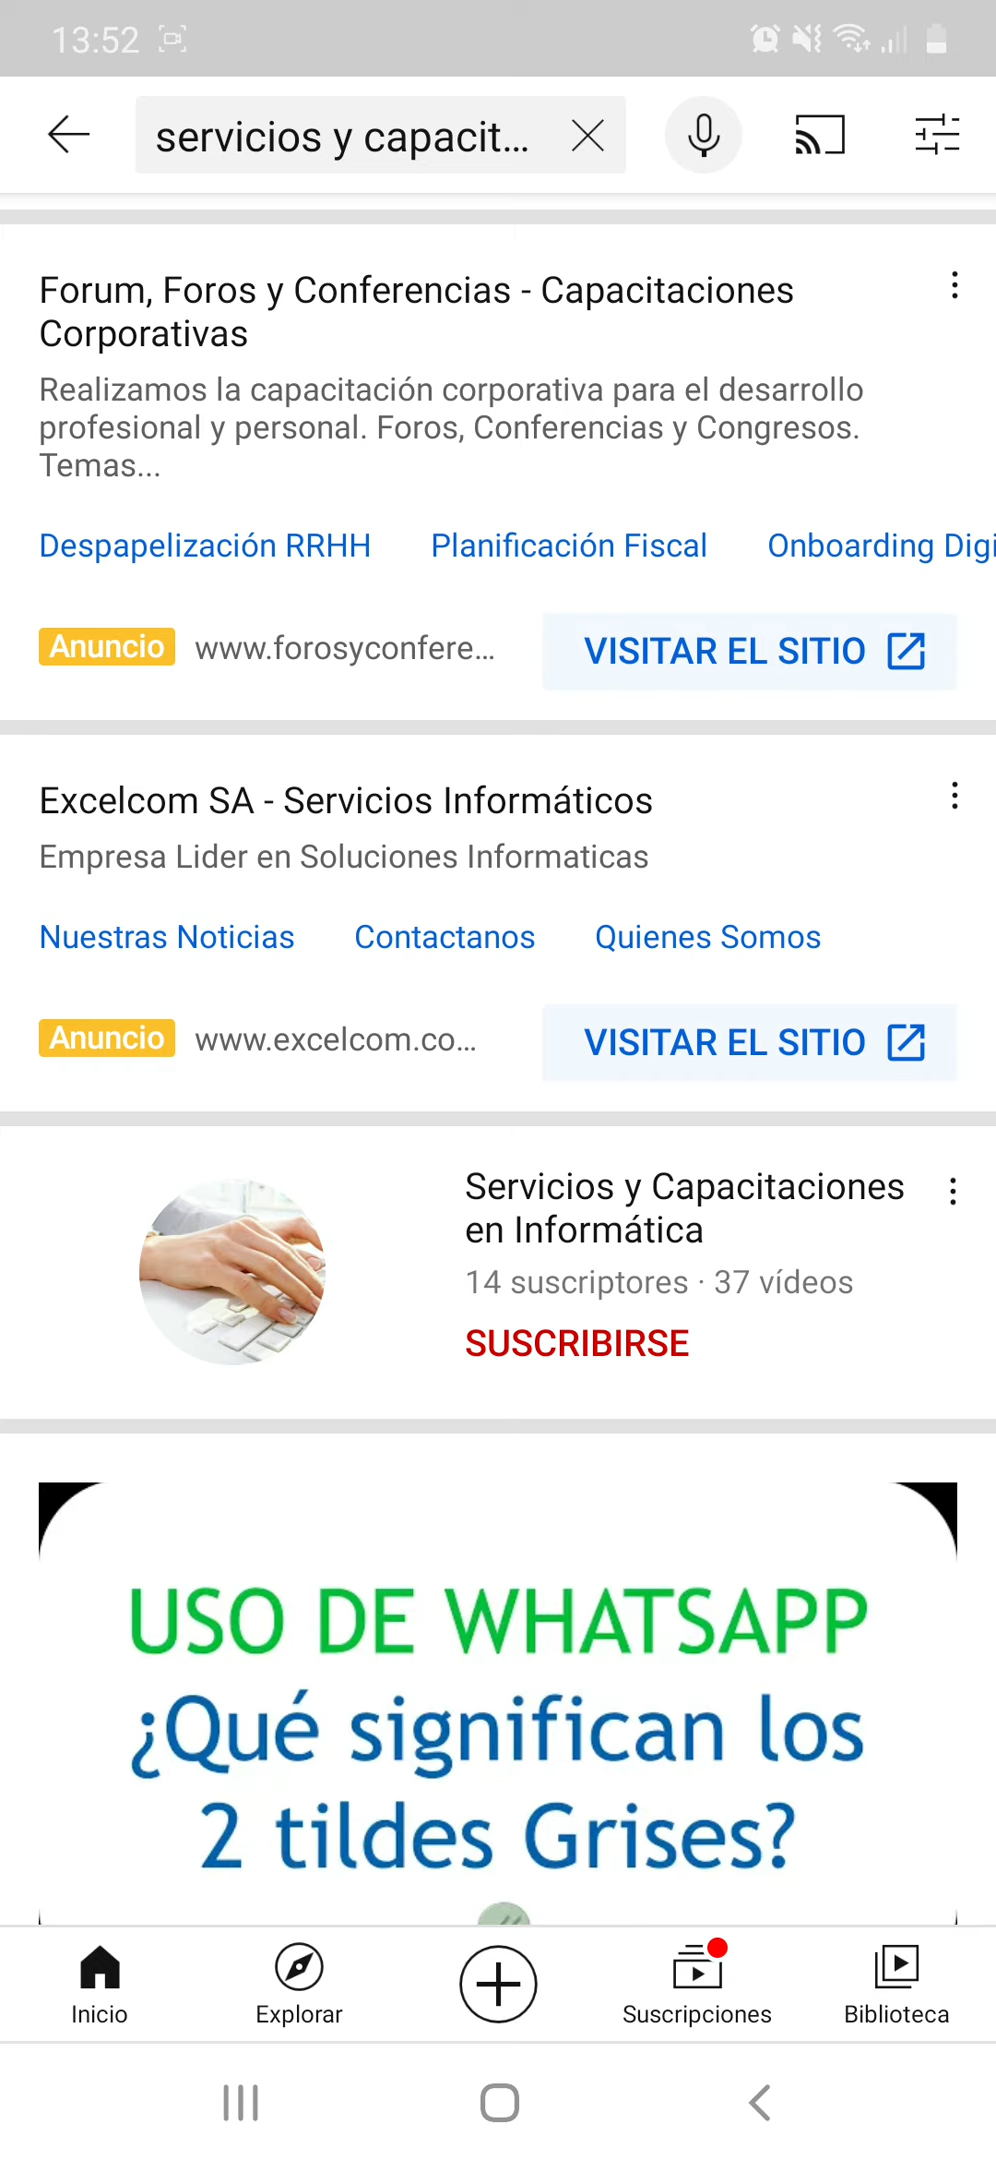 13:52
servicios y capacit...
Forum, Foros y Conferencias - Capacitaciones
Corporativas
Realizamos la capacitación corporativa para el desarrollo
profesional y personal. Foros, Conferencias y Congresos.
Temas...
Despapelización RRHH Planificación Fiscal Onboarding Digi
Anuncio www.forosyconfere... VISITAR EL SITIO
Excelcom SA - Servicios Informáticos
Empresa Lider en Soluciones Informaticas
Nuestras Noticias Contactanos Quienes Somos
Anuncio www.excelcom.co... VISITAR EL SITIO
Servicios y Capacitaciones
en Informática
14 suscriptores · 37 vídeos
SUSCRIBIRSE
USO DE WHATSAPP
¿Qué significan los
2 tildes Grises?
Inicio Explorar Suscripciones Biblioteca